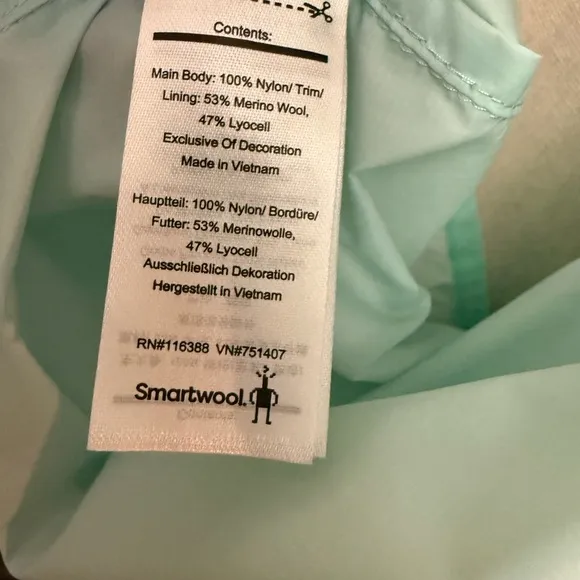 Contents:
Main Body: 100% Nylon/ Trim/
Lining: 53% Merino Wool,
47% Lyocell
Exclusive Of Decoration
Made in Vietnam
Hauptteil: 100% Nylon/ Bordüre/
Futter: 53% Merinowolle,
47% Lyocell
Ausschließlich Dekoration
Hergestellt in Vietnam
RN#116388 VN#751407
Smartwool.